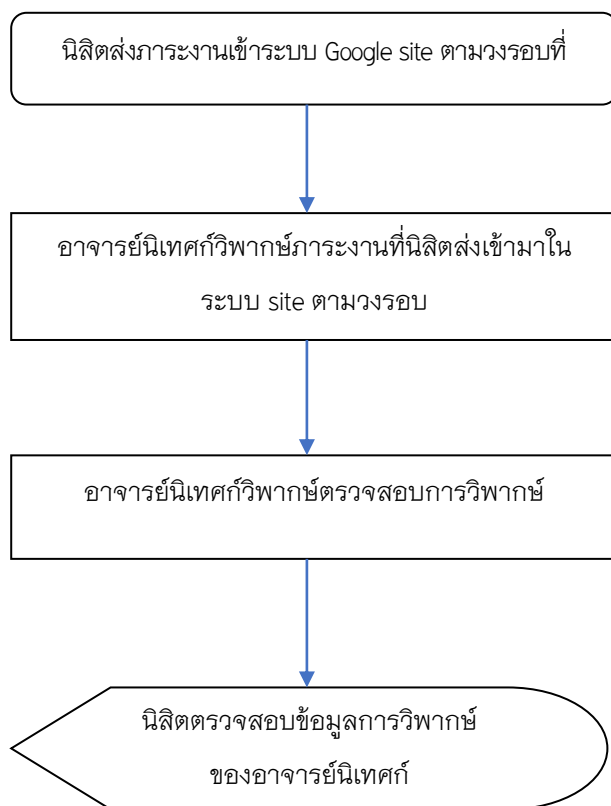 นิสิตส่งภาระงานเข้าระบบ Google site ตามวงรอบที่
อาจารย์นิเทศก์วิพากษ์ภาระงานที่นิสิตส่งเข้ามาใน
ระบบ site ตามวงรอบ
อาจารย์นิเทศก์วิพากษ์ตรวจสอบการวิพากษ์
นิสิตตรวจสอบข้อมูลการวิพากษ์
ของอาจารย์นิเทศก์